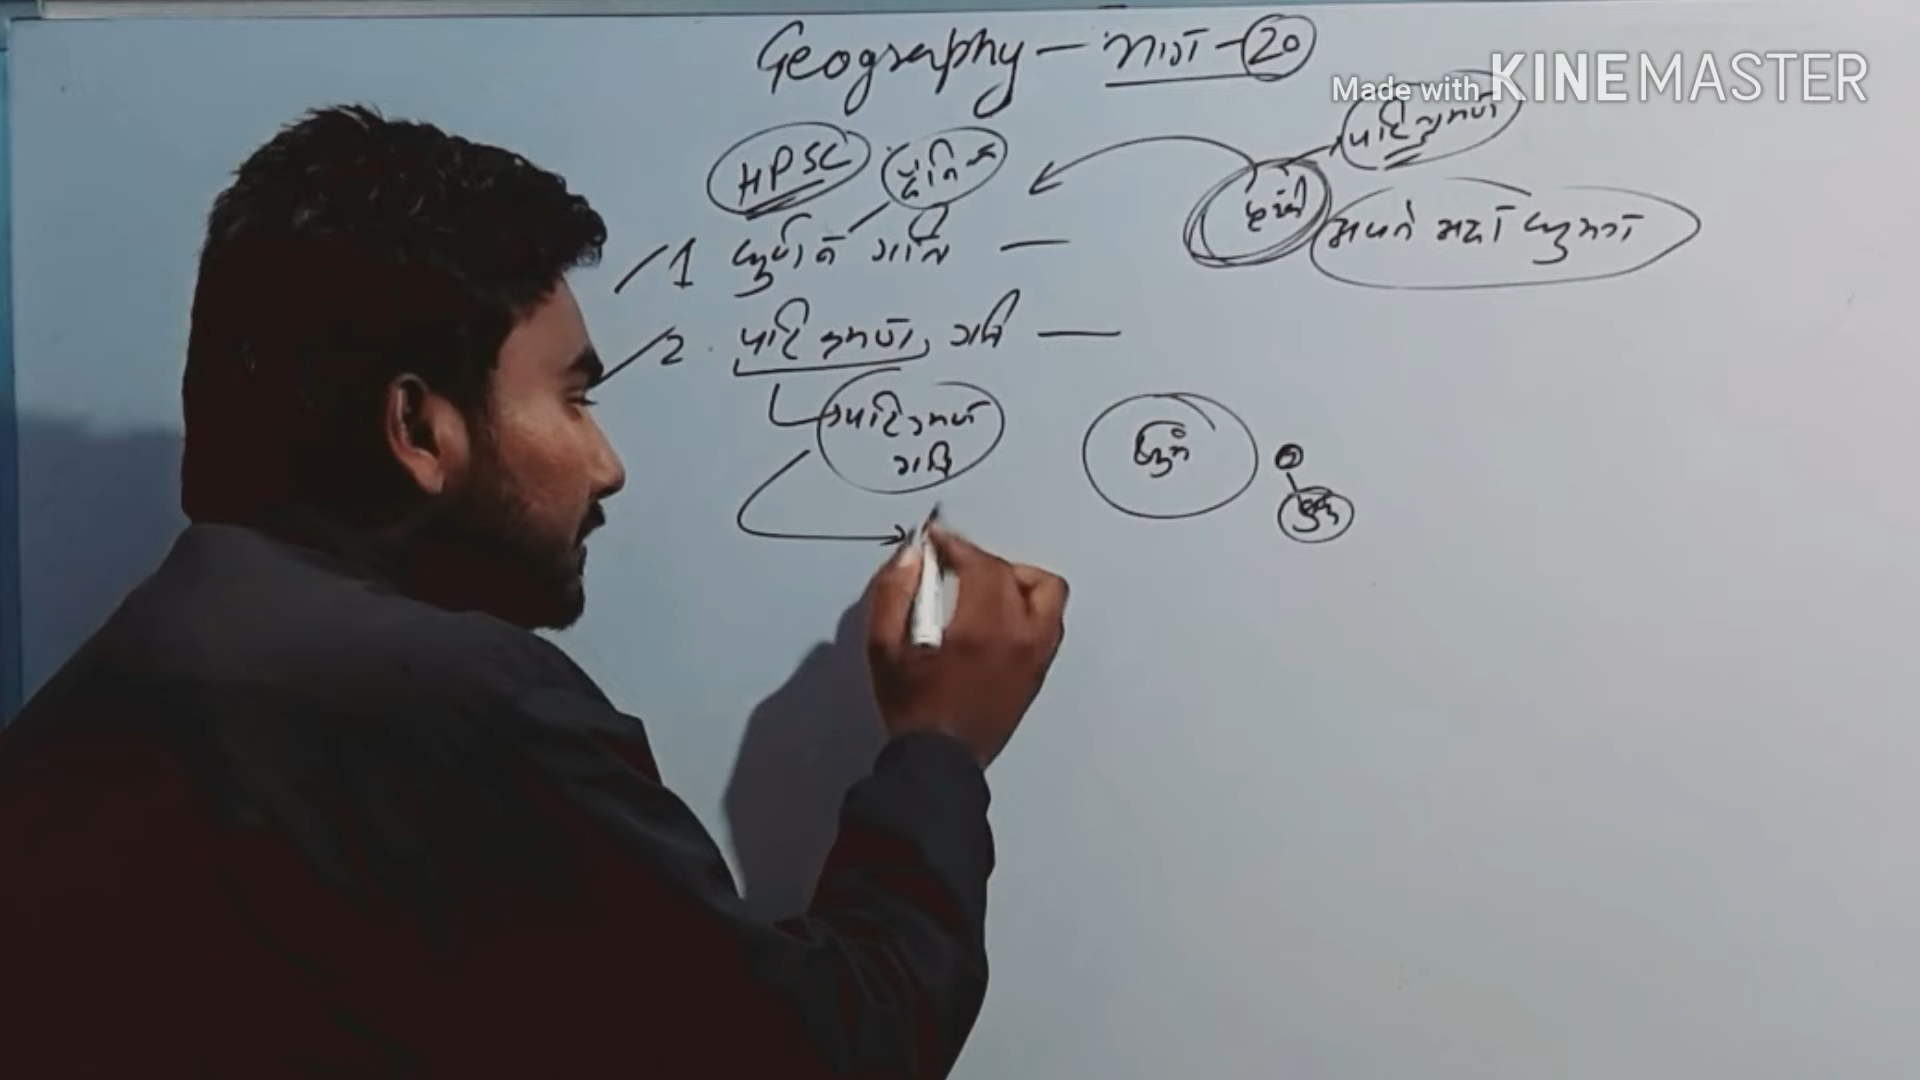 Geography - भाग - 20
Made with KINEMASTER
HPSC
दैनिक
परिक्रमण
पृथ्वी
अपने अक्ष घूमना
1 घूर्णन गति —
2. परिक्रमण गति —
परिक्रमण
गति
सूर्य